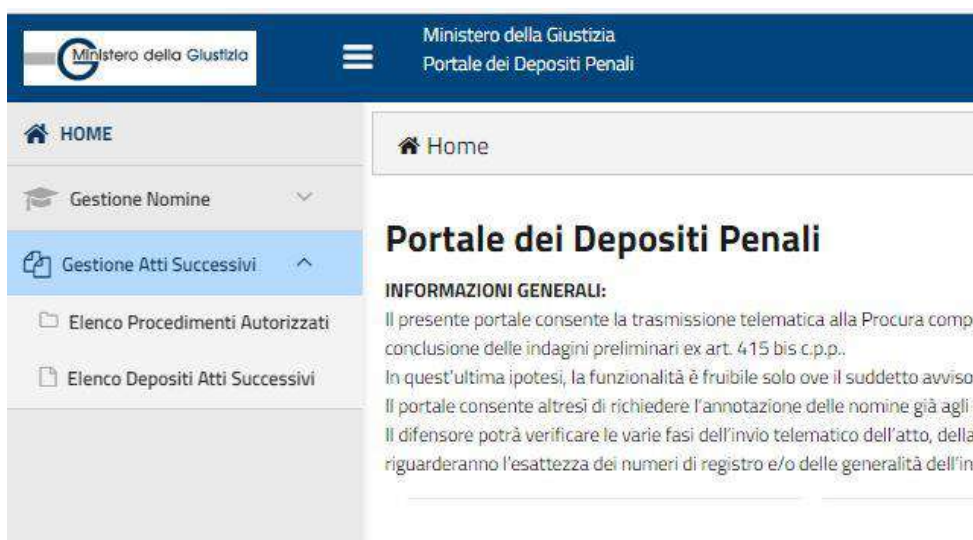 Ministero della Giustizia
Ministero della Giustizia
Portale dei Depositi Penali
HOME
Gestione Nomine
Gestione Atti Successivi
Elenco Procedimenti Autorizzati
Elenco Depositi Atti Successivi
Home
Portale dei Depositi Penali
INFORMAZIONI GENERALI:
Il presente portale consente la trasmissione telematica alla Procura comp
conclusione delle indagini preliminari ex art. 415 bis c.p.p..
In quest'ultima ipotesi, la funzionalità è fruibile solo ove il suddetto avviso
Il portale consente altresì di richiedere l'annotazione delle nomine già agli
Il difensore potrà verificare le varie fasi dell'invio telematico dell'atto, della
riguarderanno l'esattezza dei numeri di registro e/o delle generalità dell'in